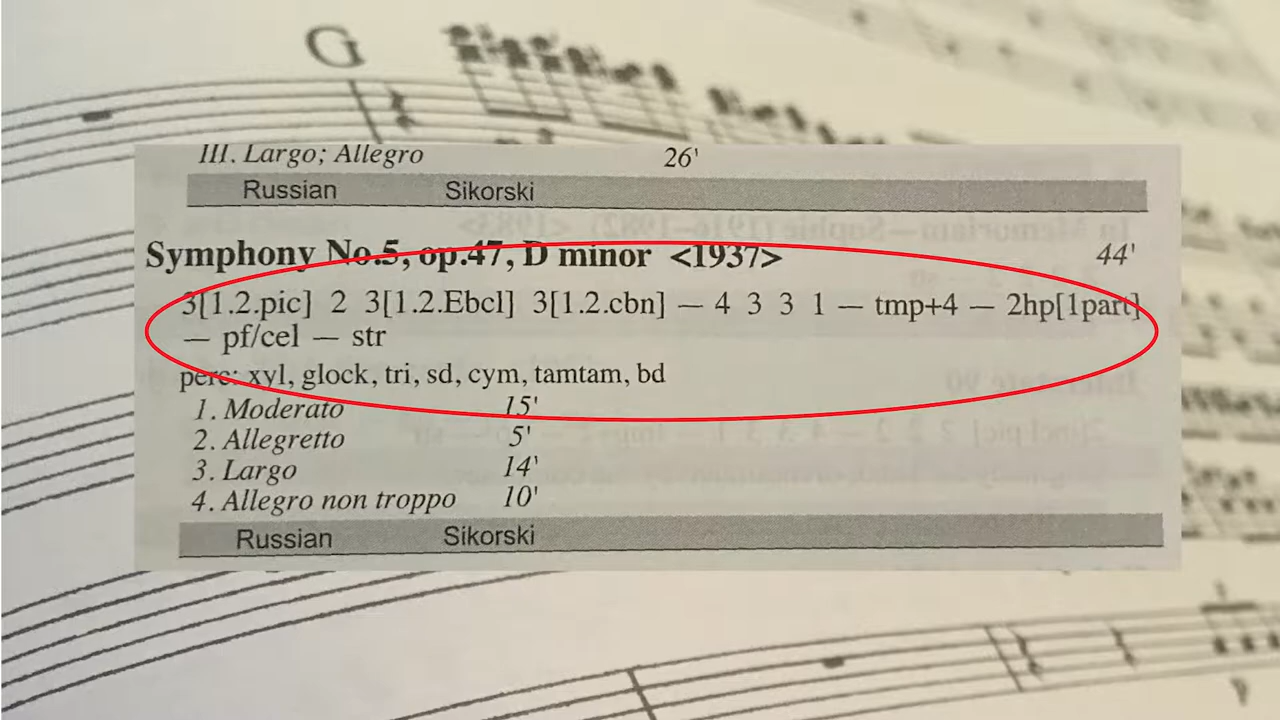 G
III. Largo; Allegro 26'
Russian Sikorski
Symphony No.5, op.47, D minor <1937> 44'
3[1.2.pic] 2 3[1.2.Ebcl] 3[1.2.cbn] — 4 3 3 1 — tmp+4 — 2hp[1part]
— pf/cel — str
perc: xyl, glock, tri, sd, cym, tamtam, bd
1. Moderato 15'
2. Allegretto 5'
3. Largo 14'
4. Allegro non troppo 10'
Russian Sikorski